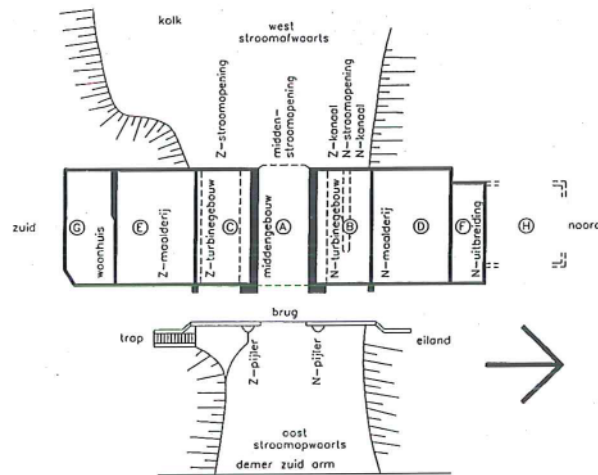 kolk
west
stroomafwaarts
Z-stroomopening
midden-
stroomopening
Z-kanaal
N-stroomopening
N-kanaal
zuid
G
woonhuis
E
Z-maalderij
Z-turbinegebouw
C
middengebouw
A
N-turbinegebouw
B
N-maalderij
D
F
N-uitbreiding
H
noord
brug
trap
Z-pijler
N-pijler
eiland
oost
stroomopwaarts
demer zuid arm